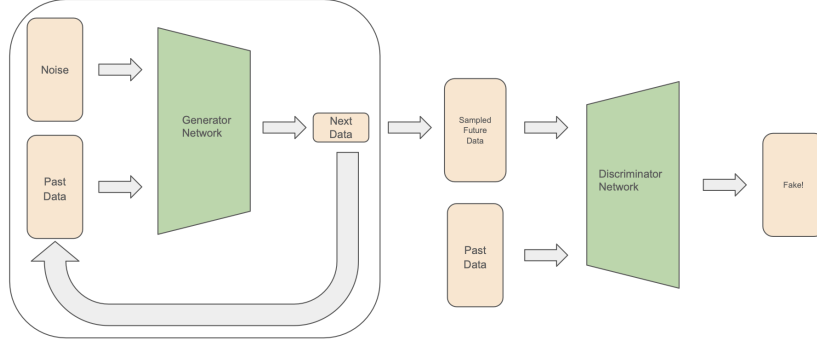 Noise
Past
Data
Generator
Network
Next
Data
Sampled
Future
Data
Past
Data
Discriminator
Network
Fake!